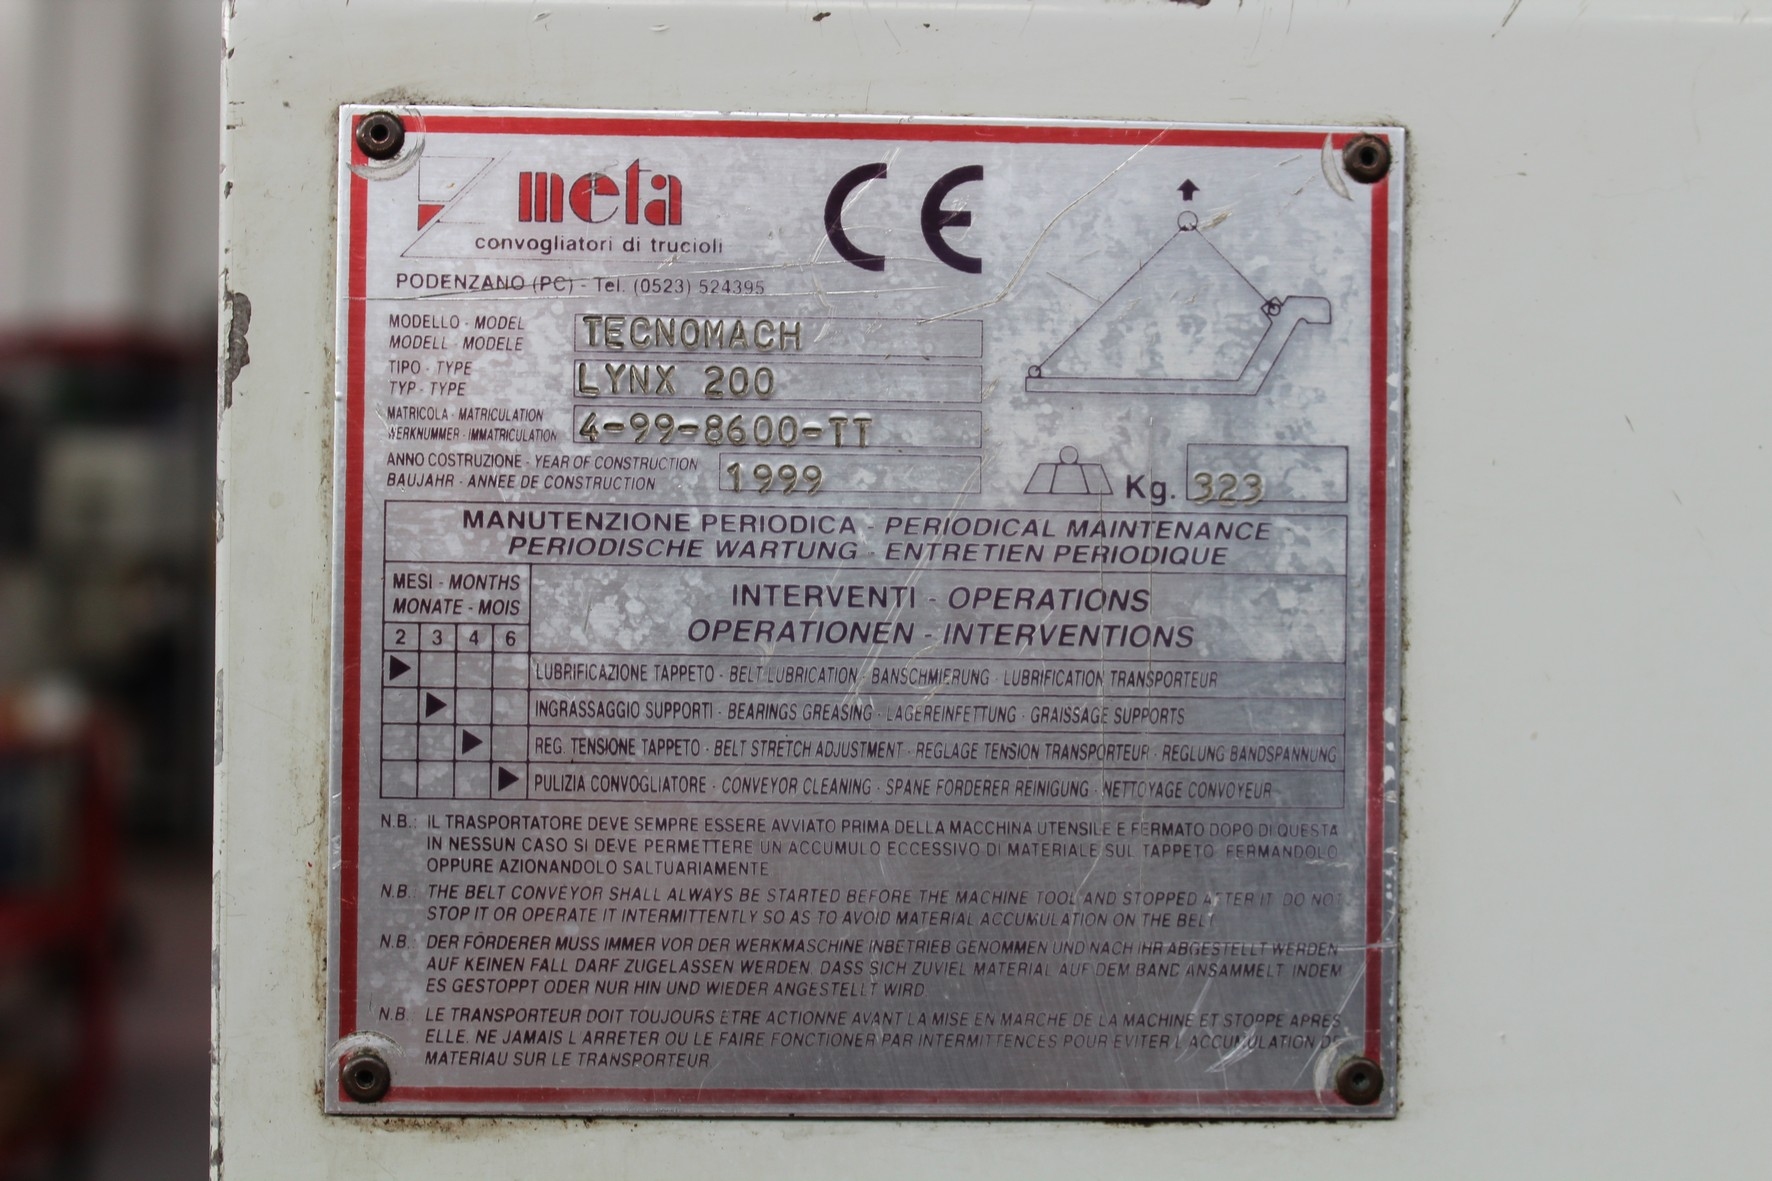 meta
convogliatori di trucioli
CE
PODENZANO (PC) - Tel. (0523) 524395
MODELLO - MODEL
MODELL - MODELE
TECNOMACH
TIPO - TYPE
TYP - TYPE
LYNX 200
MATRICOLA - MATRICULATION
WERKNUMMER - IMMATRICULATION
4-99-8600-TT
ANNO COSTRUZIONE - YEAR OF CONSTRUCTION
BAUJAHR - ANNEE DE CONSTRUCTION
1999
Kg. 323
MANUTENZIONE PERIODICA - PERIODICAL MAINTENANCE
PERIODISCHE WARTUNG - ENTRETIEN PERIODIQUE
MESI - MONTHS
MONATE - MOIS
2 3 4 6
INTERVENTI - OPERATIONS
OPERATIONEN - INTERVENTIONS
LUBRIFICAZIONE TAPPETO - BELT LUBRICATION - BANSCHMIERUNG - LUBRIFICATION TRANSPORTEUR
INGRASSAGGIO SUPPORTI - BEARINGS GREASING - LAGEREINFETTUNG - GRAISSAGE SUPPORTS
REG. TENSIONE TAPPETO - BELT STRETCH ADJUSTMENT - REGLAGE TENSION TRANSPORTEUR - REGLUNG BANDSPANNUNG
PULIZIA CONVOGLIATORE - CONVEYOR CLEANING - SPANE FORDERER REINIGUNG - NETTOYAGE CONVOYEUR
N.B.: IL TRASPORTATORE DEVE SEMPRE ESSERE AVVIATO PRIMA DELLA MACCHINA UTENSILE E FERMATO DOPO DI QUESTA
IN NESSUN CASO SI DEVE PERMETTERE UN ACCUMULO ECCESSIVO DI MATERIALE SUL TAPPETO FERMANDOLO
OPPURE AZIONANDOLO SALTUARIAMENTE
N.B.: THE BELT CONVEYOR SHALL ALWAYS BE STARTED BEFORE THE MACHINE TOOL AND STOPPED AFTER IT DO NOT
STOP IT OR OPERATE IT INTERMITTENTLY SO AS TO AVOID MATERIAL ACCUMULATION ON THE BELT
N.B.: DER FÖRDERER MUSS IMMER VOR DER WERKMASCHINE INBETRIEB GENOMMEN UND NACH IHR ABGESTELLT WERDEN
AUF KEINEN FALL DARF ZUGELASSEN WERDEN, DASS SICH ZUVIEL MATERIAL AUF DEM BAND ANSAMMELT INDEM
ES GESTOPPT ODER NUR HIN UND WIEDER ANGESTELLT WIRD.
N.B. LE TRANSPORTEUR DOIT TOUJOURS ETRE ACTIONNE AVANT LA MISE EN MARCHE DE LA MACHINE ET STOPPE APRES
ELLE. NE JAMAIS L ARRETER OU LE FAIRE FONCTIONER PAR INTERMITTENCES POUR EVITER L ACCUMULATION DE
MATERIAU SUR LE TRANSPORTEUR.